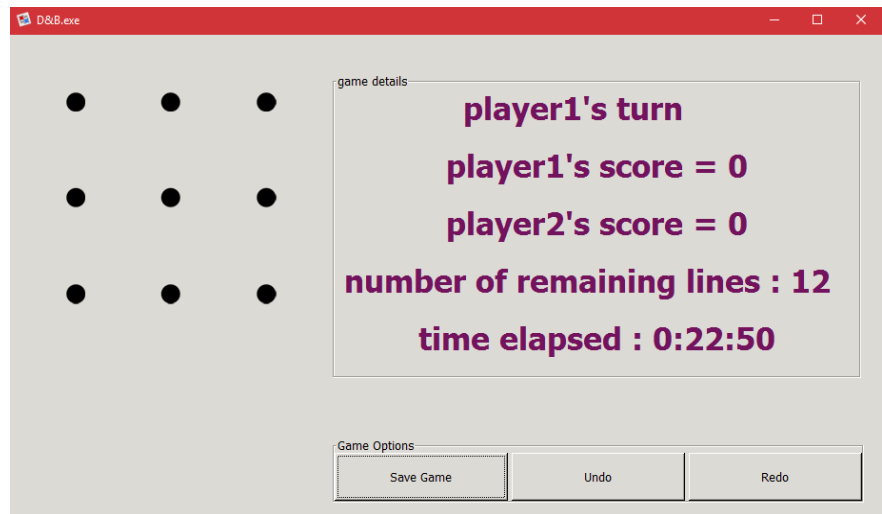 D&B.exe
game details
player1's turn
player1's score = 0
player2's score = 0
number of remaining lines : 12
time elapsed : 0:22:50
Game Options
Save Game Undo Redo